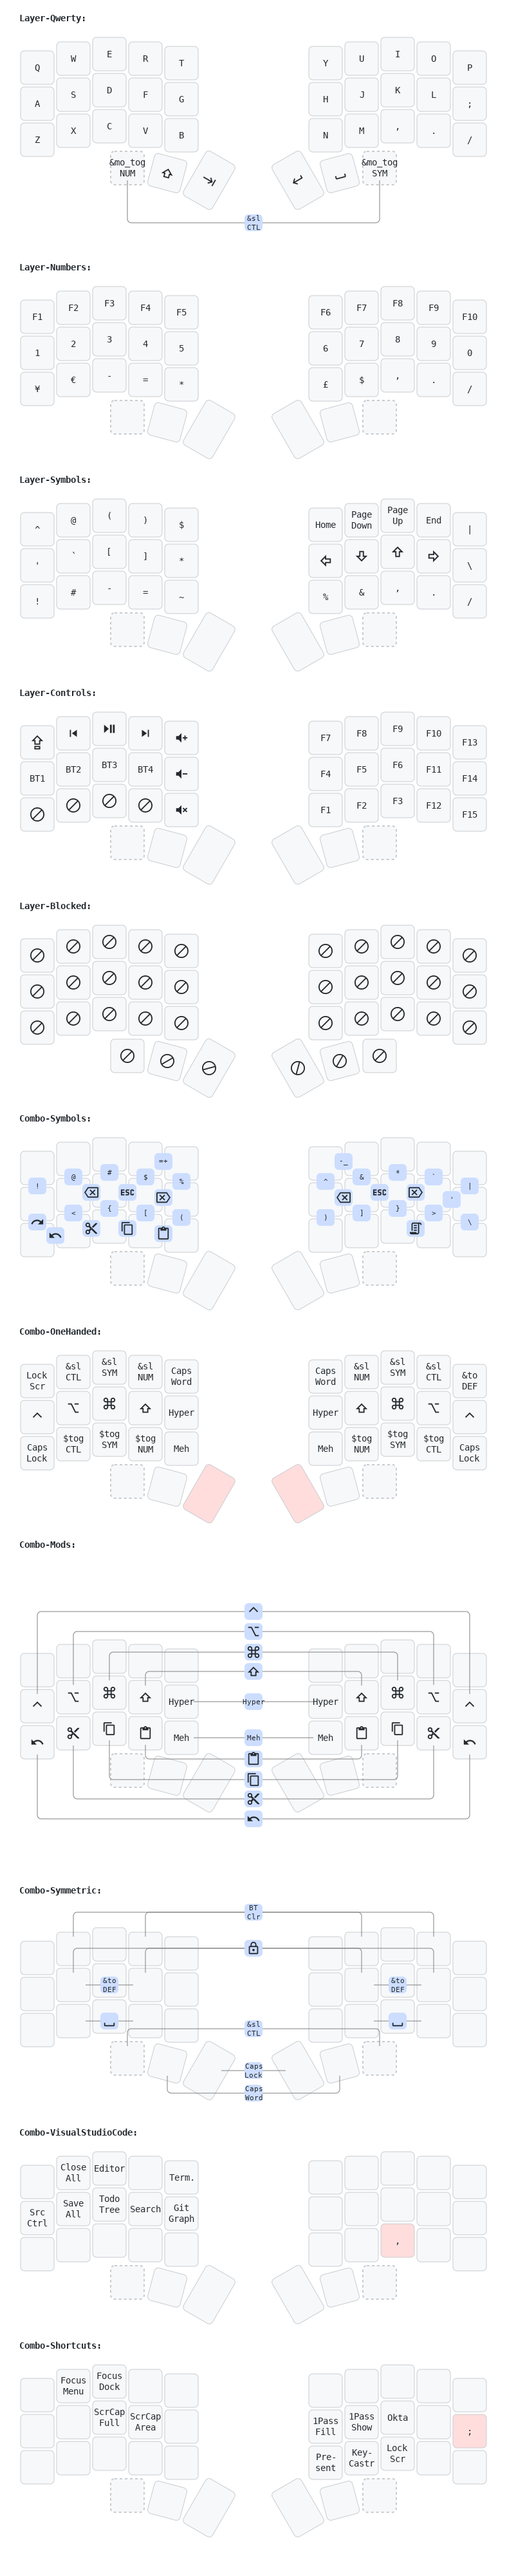 Layer-Qwerty:
Q W E R T Y U I O P
A S D F G H J K L ;
Z X C V B N M , . /
&mo_tog
NUM
&mo_tog
SYM
&sl
CTL
Layer-Numbers:
F1 F2 F3 F4 F5 F6 F7 F8 F9 F10
1 2 3 4 5 6 7 8 9 0
¥ € - = * £ $ , . /
Layer-Symbols:
^ @ ( ) $ Home Page
Down Page
Up End |
' ` [ ] * \
! # - = ~ % & , . /
Layer-Controls:
F7 F8 F9 F10 F13
BT1 BT2 BT3 BT4 F4 F5 F6 F11 F14
F1 F2 F3 F12 F15
Layer-Blocked:
Combo-Symbols:
=+ -_
! @ # $ % ^ & * ` |
ESC ESC '
< { [ ( ) ] } > \
Combo-OneHanded:
Lock
Scr
&sl
CTL
&sl
SYM
&sl
NUM
Caps
Word
Caps
Word
&sl
NUM
&sl
SYM
&sl
CTL
&to
DEF
Hyper Hyper
Caps
Lock
$tog
CTL
$tog
SYM
$tog
NUM
Meh Meh
$tog
NUM
$tog
SYM
$tog
CTL
Caps
Lock
Combo-Mods:
Hyper Hyper Hyper
Meh Meh Meh
Combo-Symmetric:
BT
Clr
&to
DEF
&to
DEF
&sl
CTL
Caps
Lock
Caps
Word
Combo-VisualStudioCode:
Close
All
Editor
Term.
Src
Ctrl
Save
All
Todo
Tree
Search
Git
Graph
,
Combo-Shortcuts:
Focus
Menu
Focus
Dock
ScrCap
Full
ScrCap
Area
1Pass
Fill
1Pass
Show
Okta
;
Pre-
sent
Key-
Castr
Lock
Scr